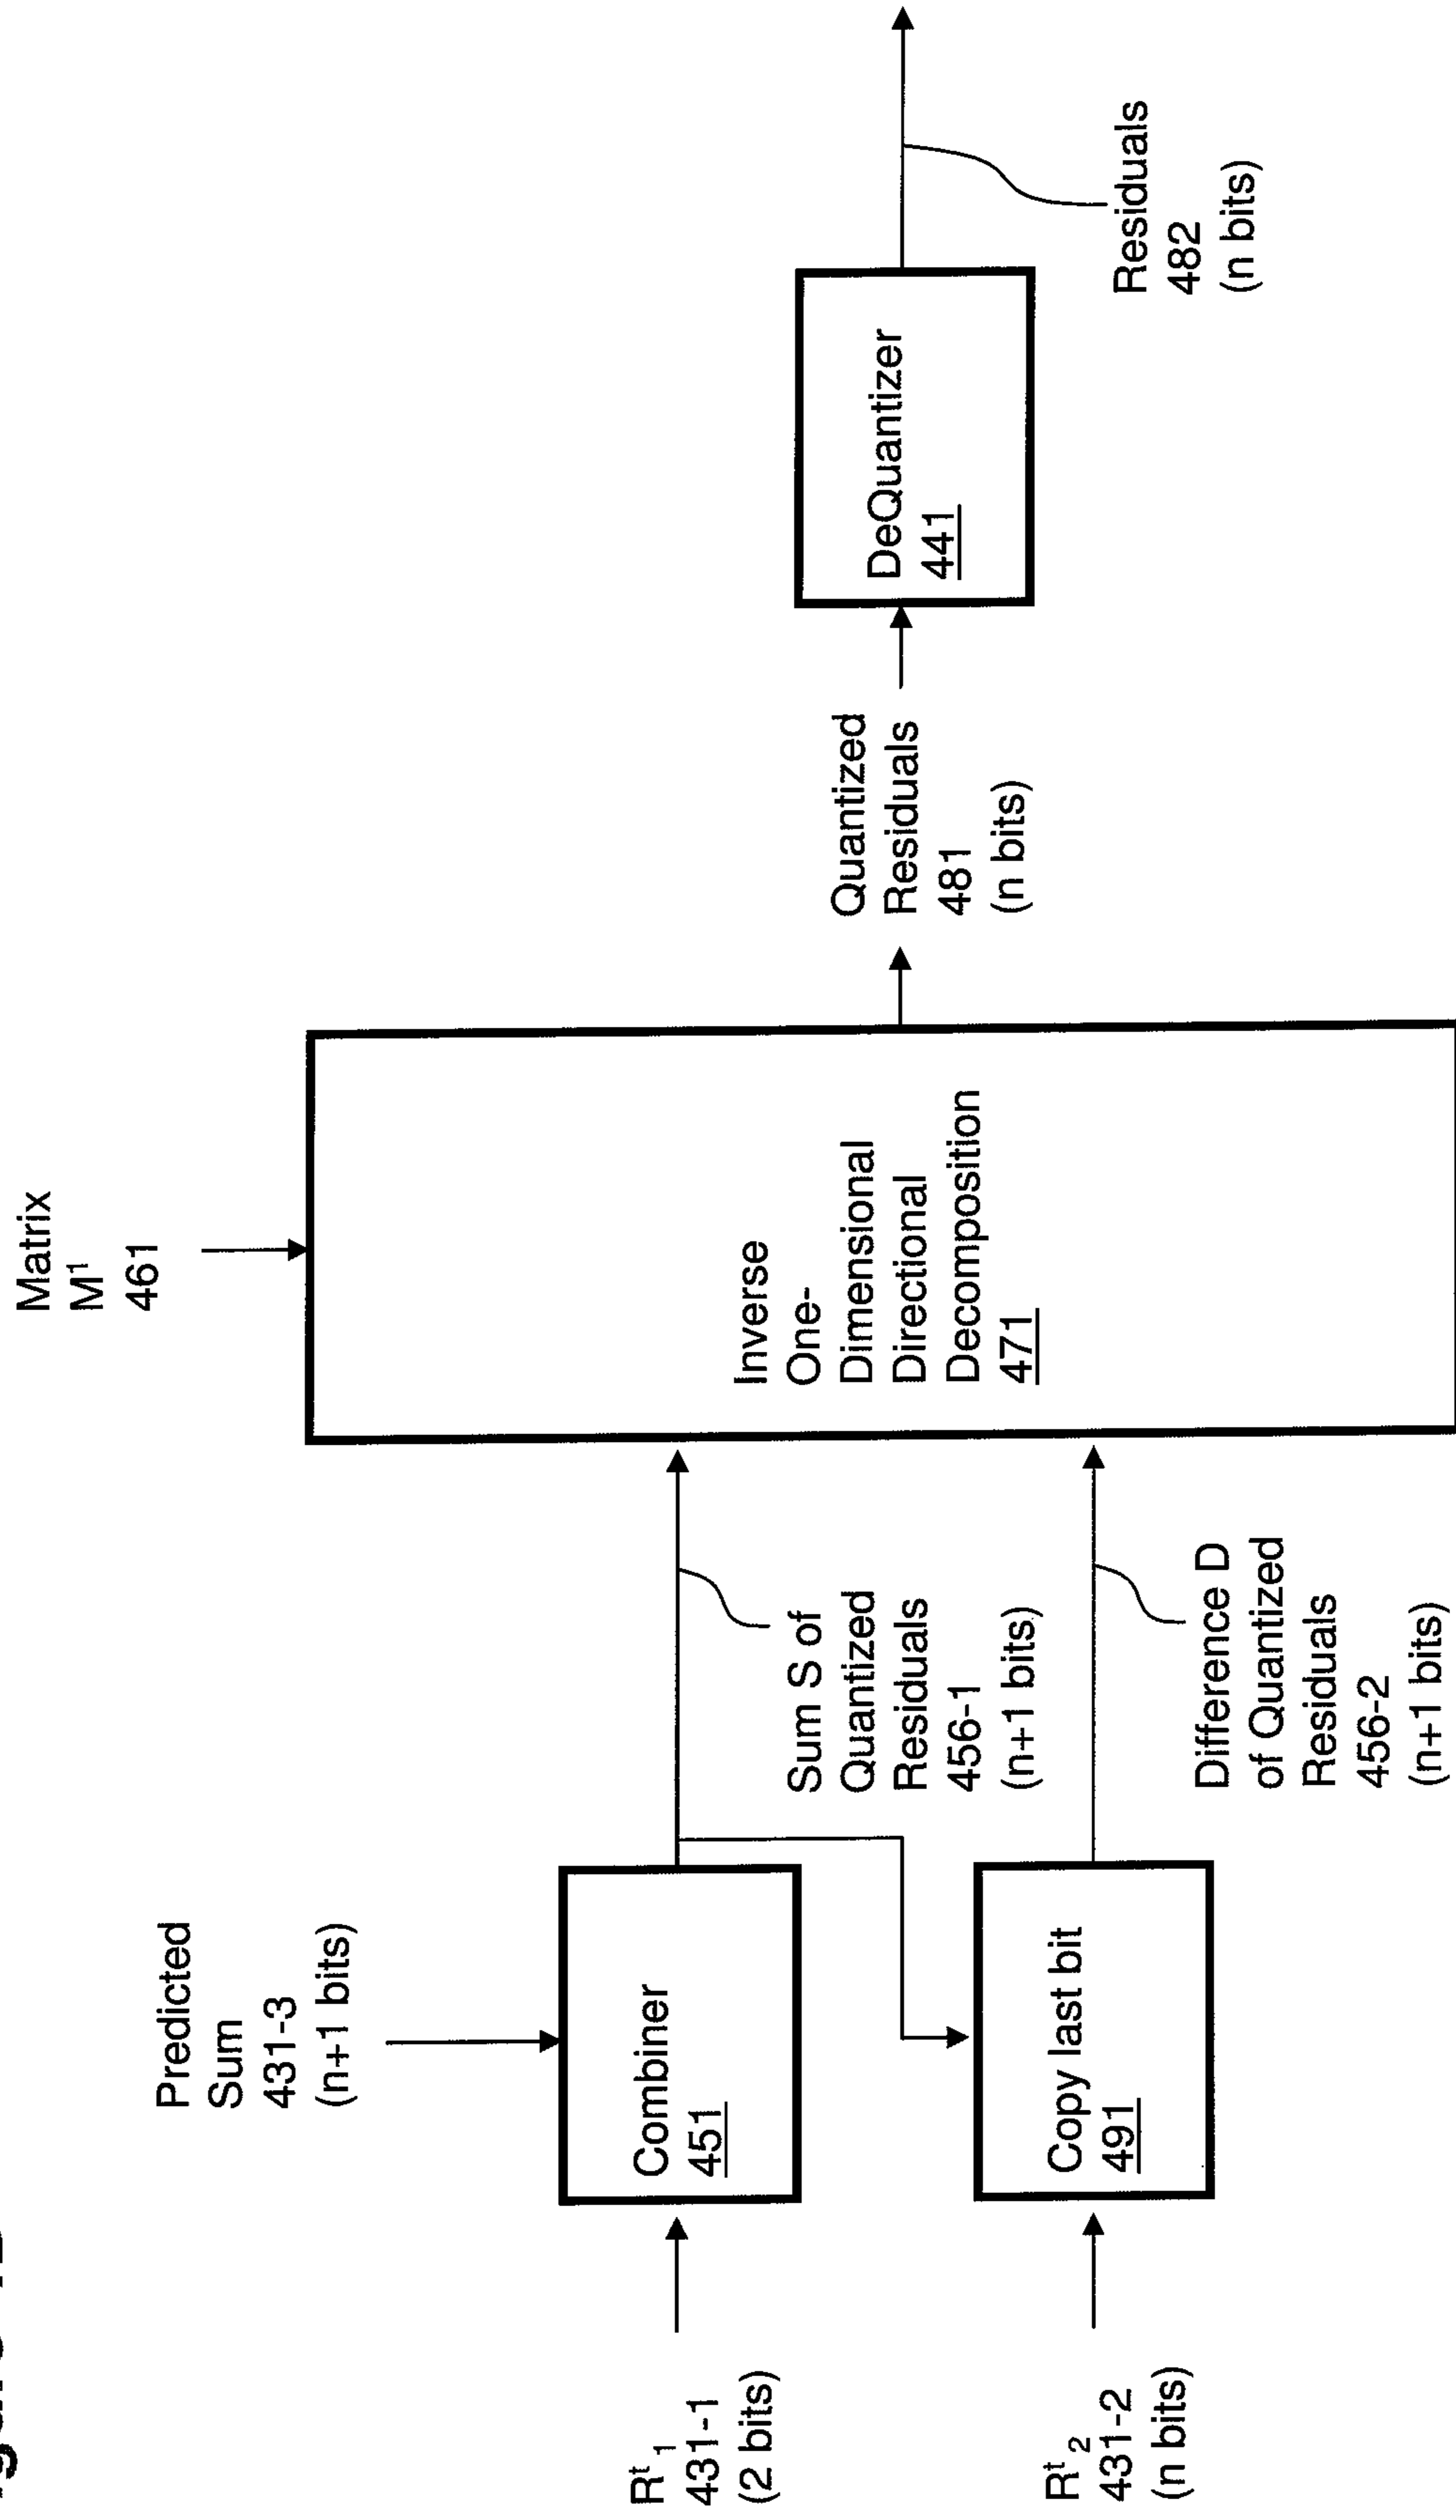 Predicted
Sum
431-3
(n+1 bits)
Matrix
M¹
461
Rᵗ₁
431-1
(2 bits)
Combiner
451
Sum S of
Quantized
Residuals
456-1
(n+1 bits)
Inverse
One-
Dimensional
Directional
Decomposition
471
Quantized
Residuals
481
(n bits)
DeQuantizer
441
Residuals
482
(n bits)
Rᵗ₂
431-2
(n bits)
Copy last bit
491
Difference D
of Quantized
Residuals
456-2
(n+1 bits)